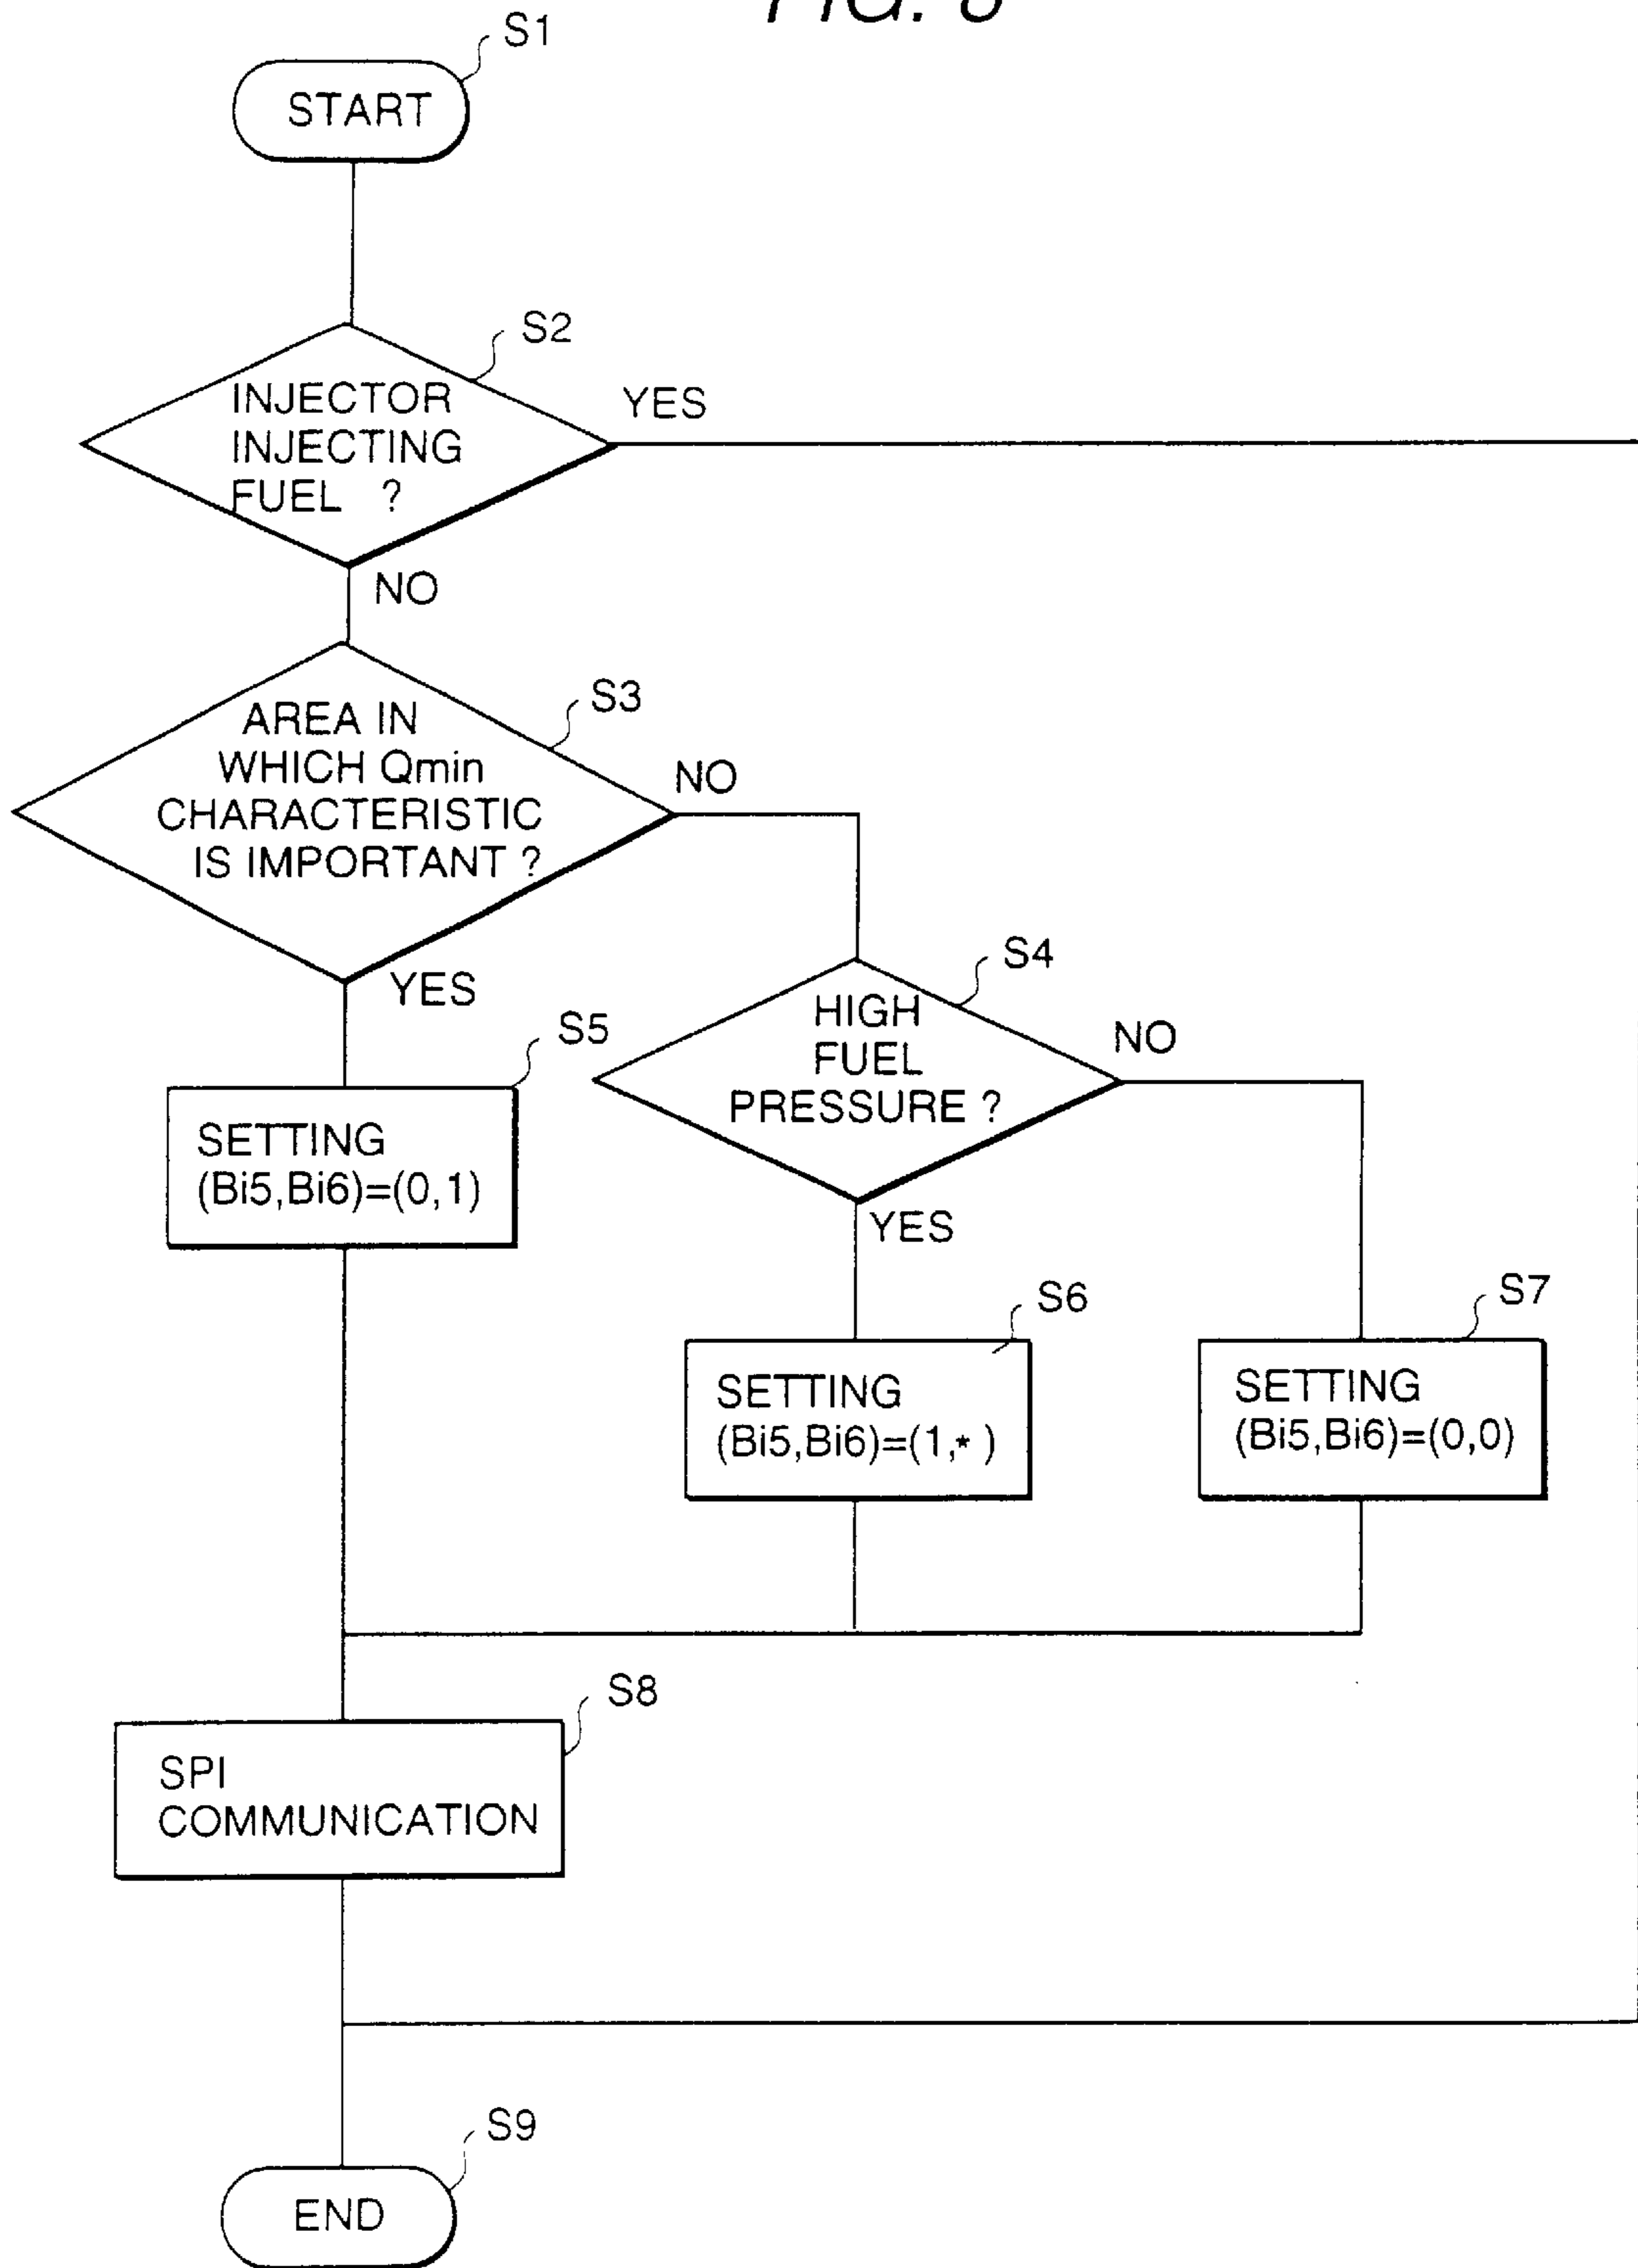 FIG.
S1
START
S2
INJECTOR
INJECTING
FUEL ?
YES
NO
S3
AREA IN
WHICH Qmin
CHARACTERISTIC
IS IMPORTANT ?
NO
YES
S4
HIGH
FUEL
PRESSURE ?
NO
YES
S5
SETTING
(Bi5,Bi6)=(0,1)
S6
SETTING
(Bi5,Bi6)=(1,*)
S7
SETTING
(Bi5,Bi6)=(0,0)
S8
SPI
COMMUNICATION
S9
END